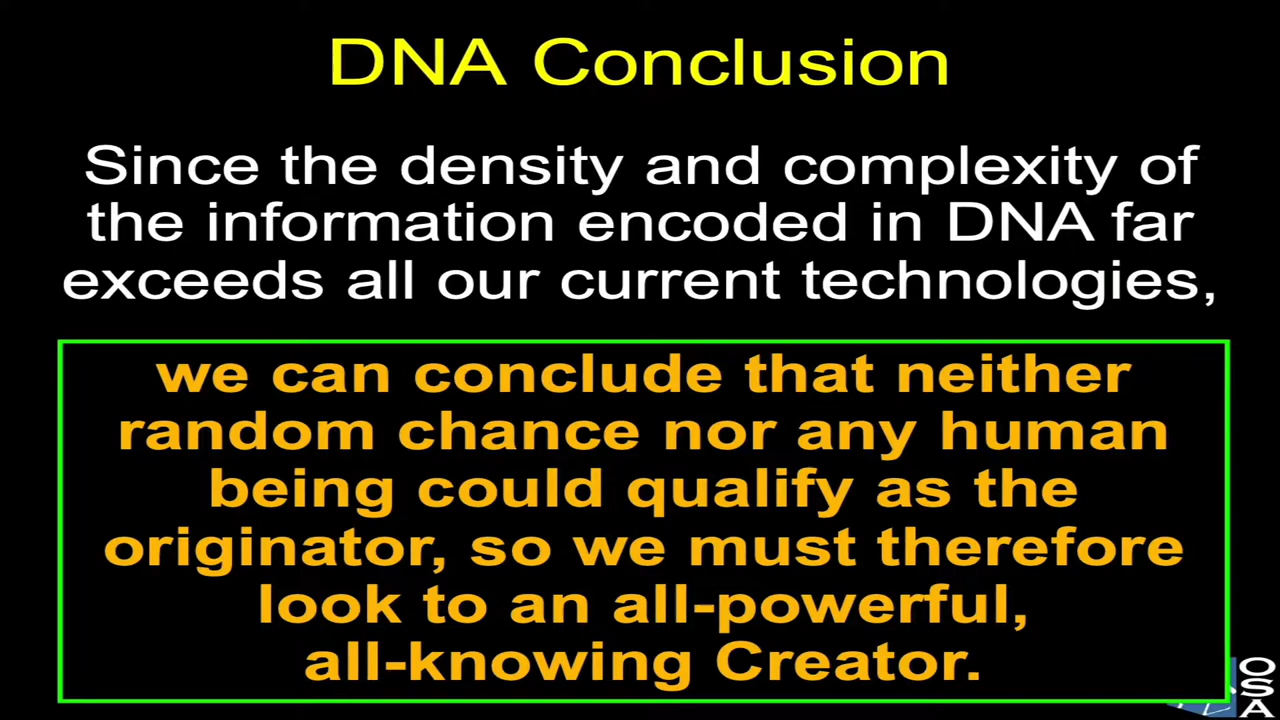 DNA Conclusion
Since the density and complexity of
the information encoded in DNA far
exceeds all our current technologies,
we can conclude that neither
random chance nor any human
being could qualify as the
originator, so we must therefore
look to an all-powerful,
all-knowing Creator.
OSA